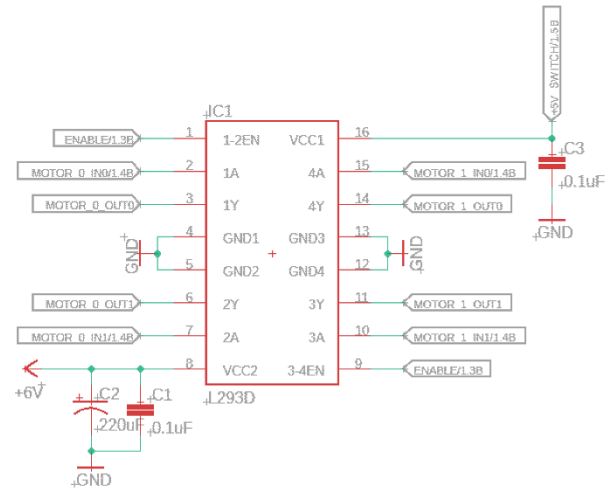 +5V_SWITCH/1.5B
IC1
ENABLE/1.3B 1 1-2EN VCC1 16
MOTOR_0_IN0/1.4B 2 1A 4A 15 MOTOR_1_IN0/1.4B
C3
0.1uF
MOTOR_0_OUT0 3 1Y 4Y 14 MOTOR_1_OUT0
GND
GND 4 GND1 GND3 13 GND
5 GND2 GND4 12
MOTOR_0_OUT1 6 2Y 3Y 11 MOTOR_1_OUT1
MOTOR_0_IN1/1.4B 7 2A 3A 10 MOTOR_1_IN1/1.4B
8 VCC2 3-4EN 9 ENABLE/1.3B
+6V
C2 C1
L293D
220uF 0.1uF
GND